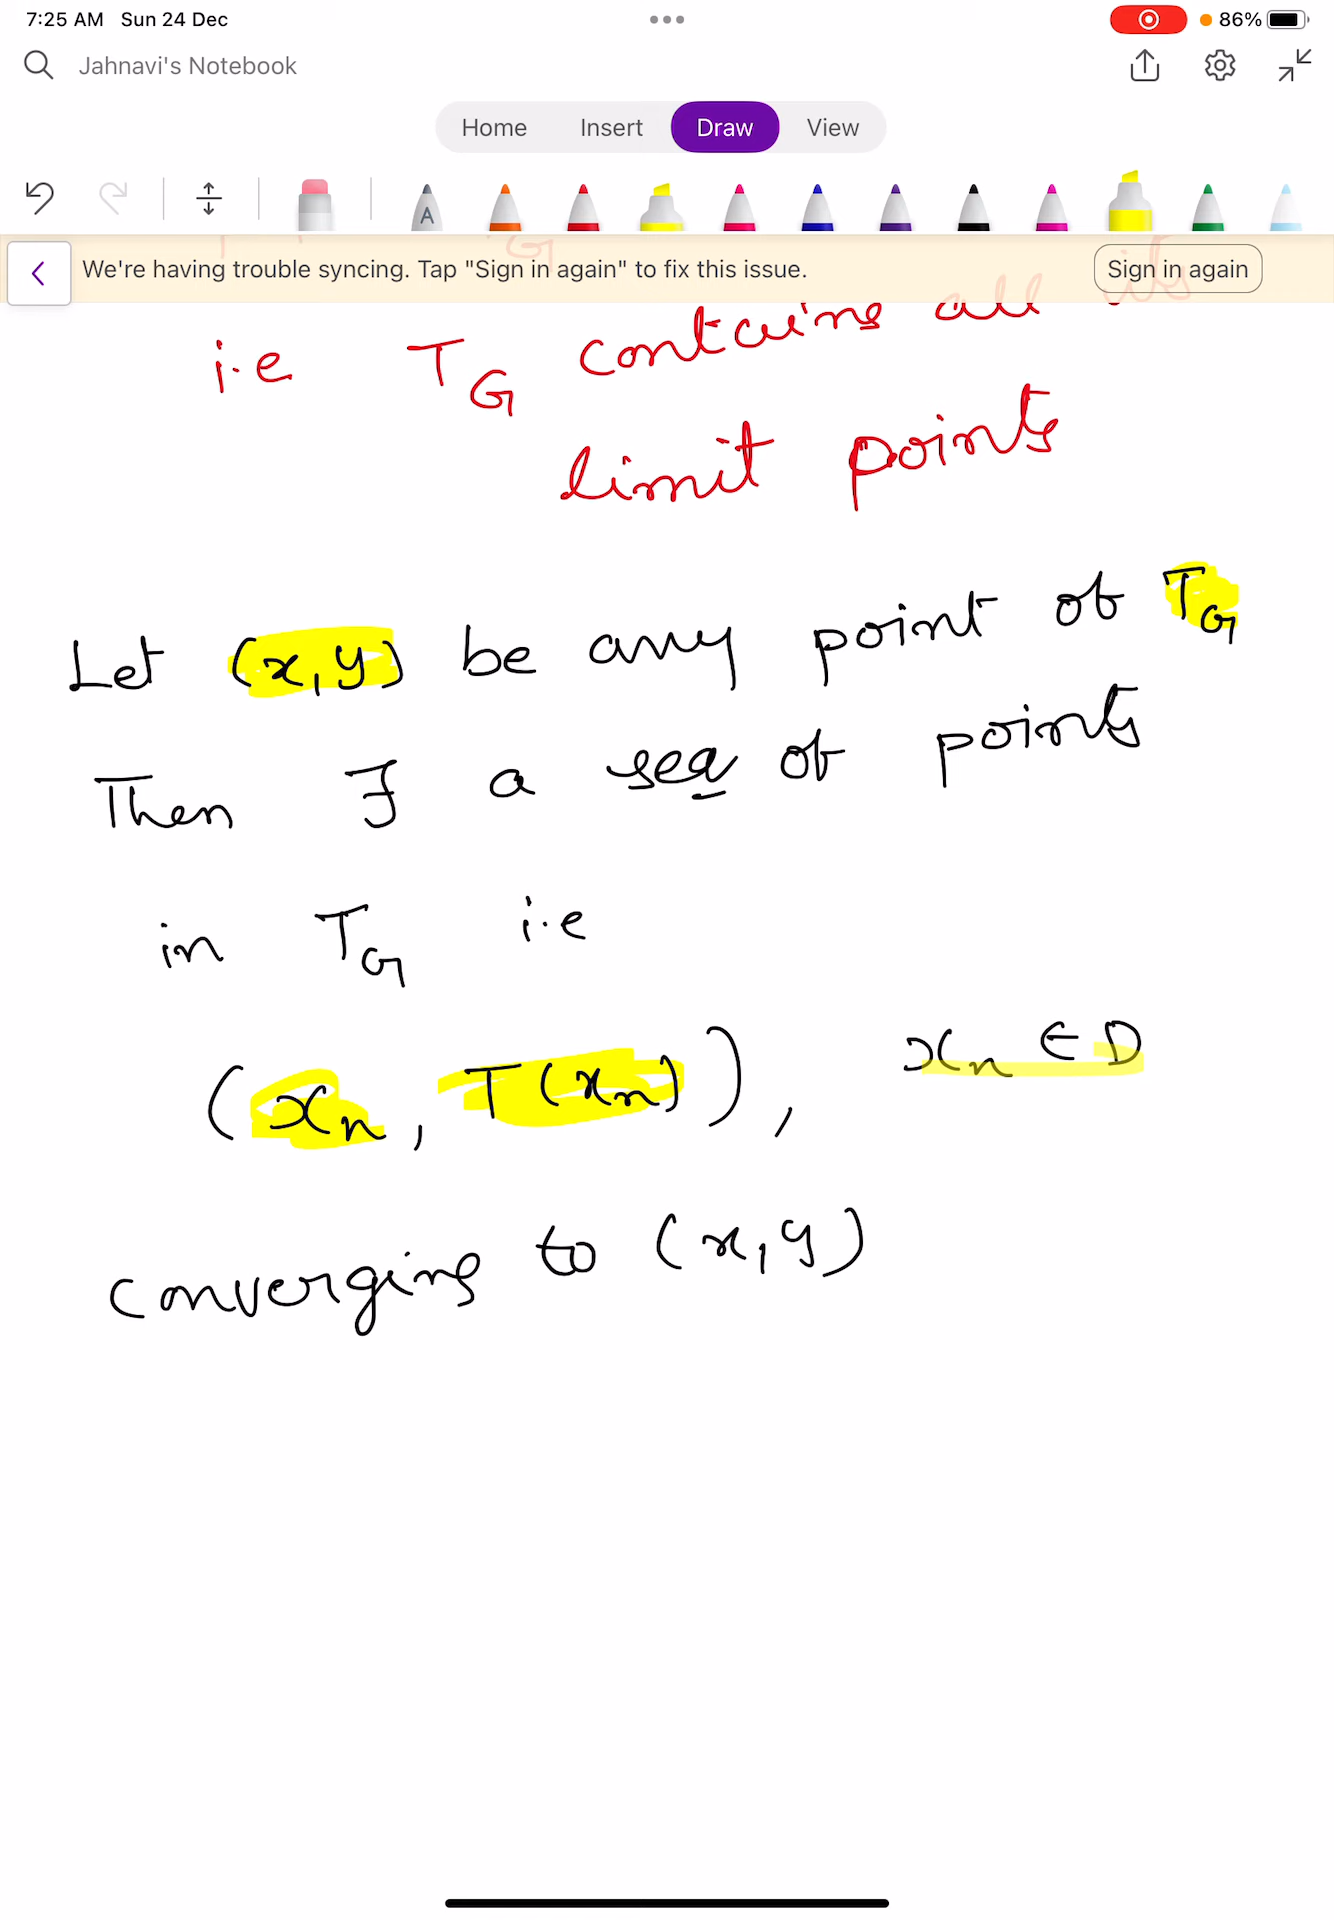 7:25 AM Sun 24 Dec
86%
Jahnavi's Notebook
Home Insert Draw View
A
We're having trouble syncing. Tap "Sign in again" to fix this issue.
Sign in again
i.e T_G contains all its
limit points
Let (x,y) be any point of T_G
Then ∃ a seq of points
in T_G i.e
(x_n, T(x_n)), x_n ∈ D
converging to (x,y)